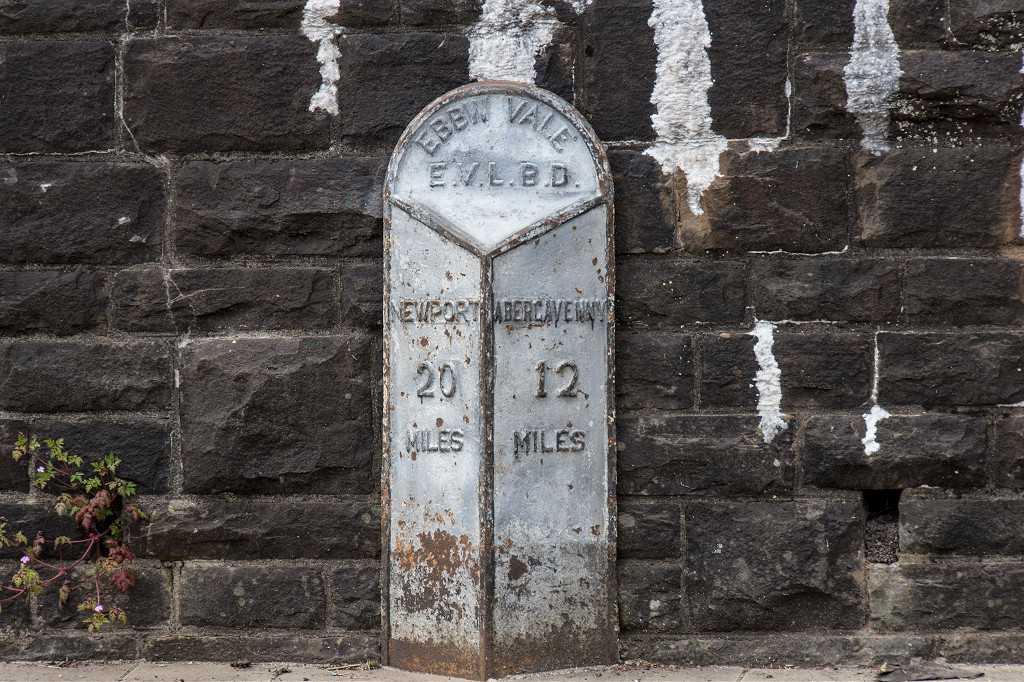 EBBW VALE
E.V.L.B.D.
NEWPORT
20
MILES
ABERGAVENNY
12
MILES